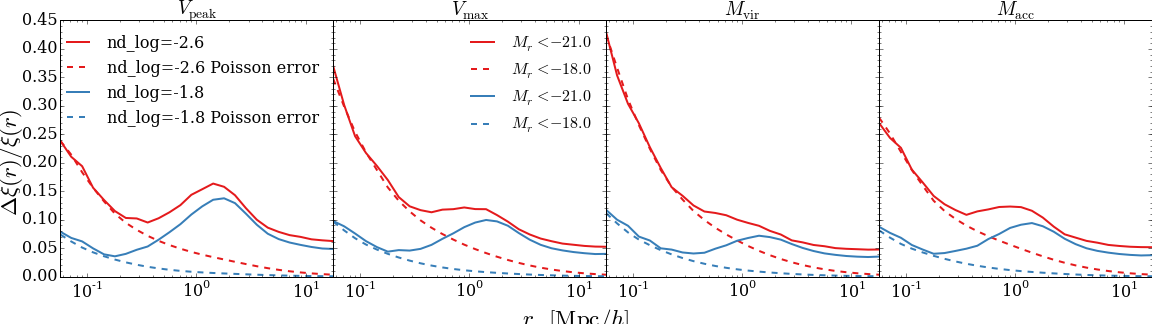 V_peak
V_max
M_vir
M_acc
Δξ(r)/ξ(r)
0.45
0.40
0.35
0.30
0.25
0.20
0.15
0.10
0.05
0.00
nd_log=-2.6
nd_log=-2.6 Poisson error
nd_log=-1.8
nd_log=-1.8 Poisson error
M_r < −21.0
M_r < −18.0
M_r < −21.0
M_r < −18.0
10^-1 10^0 10^1 10^-1 10^0 10^1 10^-1 10^0 10^1 10^-1 10^0 10^1
r [Mpc/h]